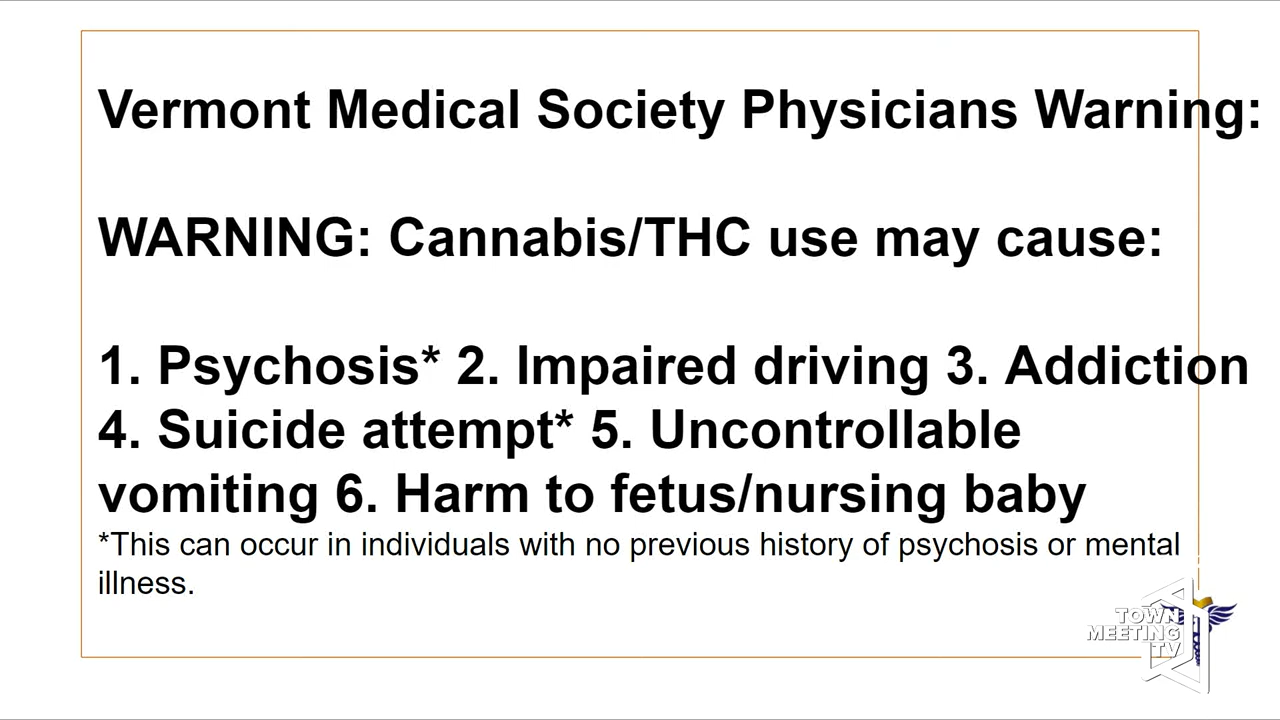 Vermont Medical Society Physicians Warning:
WARNING: Cannabis/THC use may cause:
1. Psychosis* 2. Impaired driving 3. Addiction
4. Suicide attempt* 5. Uncontrollable
vomiting 6. Harm to fetus/nursing baby
*This can occur in individuals with no previous history of psychosis or mental
illness.
TOWN
MEETING
TV